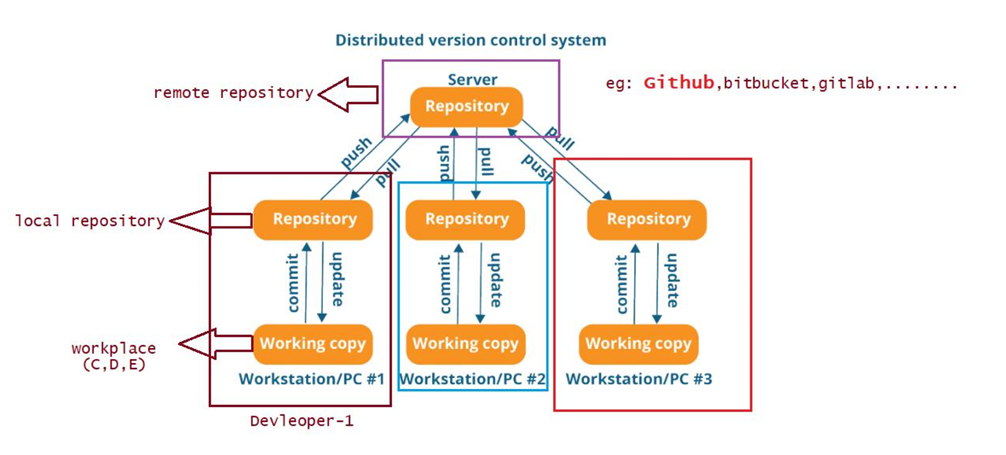 Distributed version control system
Server
remote repository
Repository
eg: Github,bitbucket,gitlab,........
push
pull
push
pull
push
pull
local repository
Repository
Repository
Repository
commit
update
commit
update
commit
update
workplace
(C,D,E)
Working copy
Working copy
Working copy
Workstation/PC #1
Workstation/PC #2
Workstation/PC #3
Devleoper-1